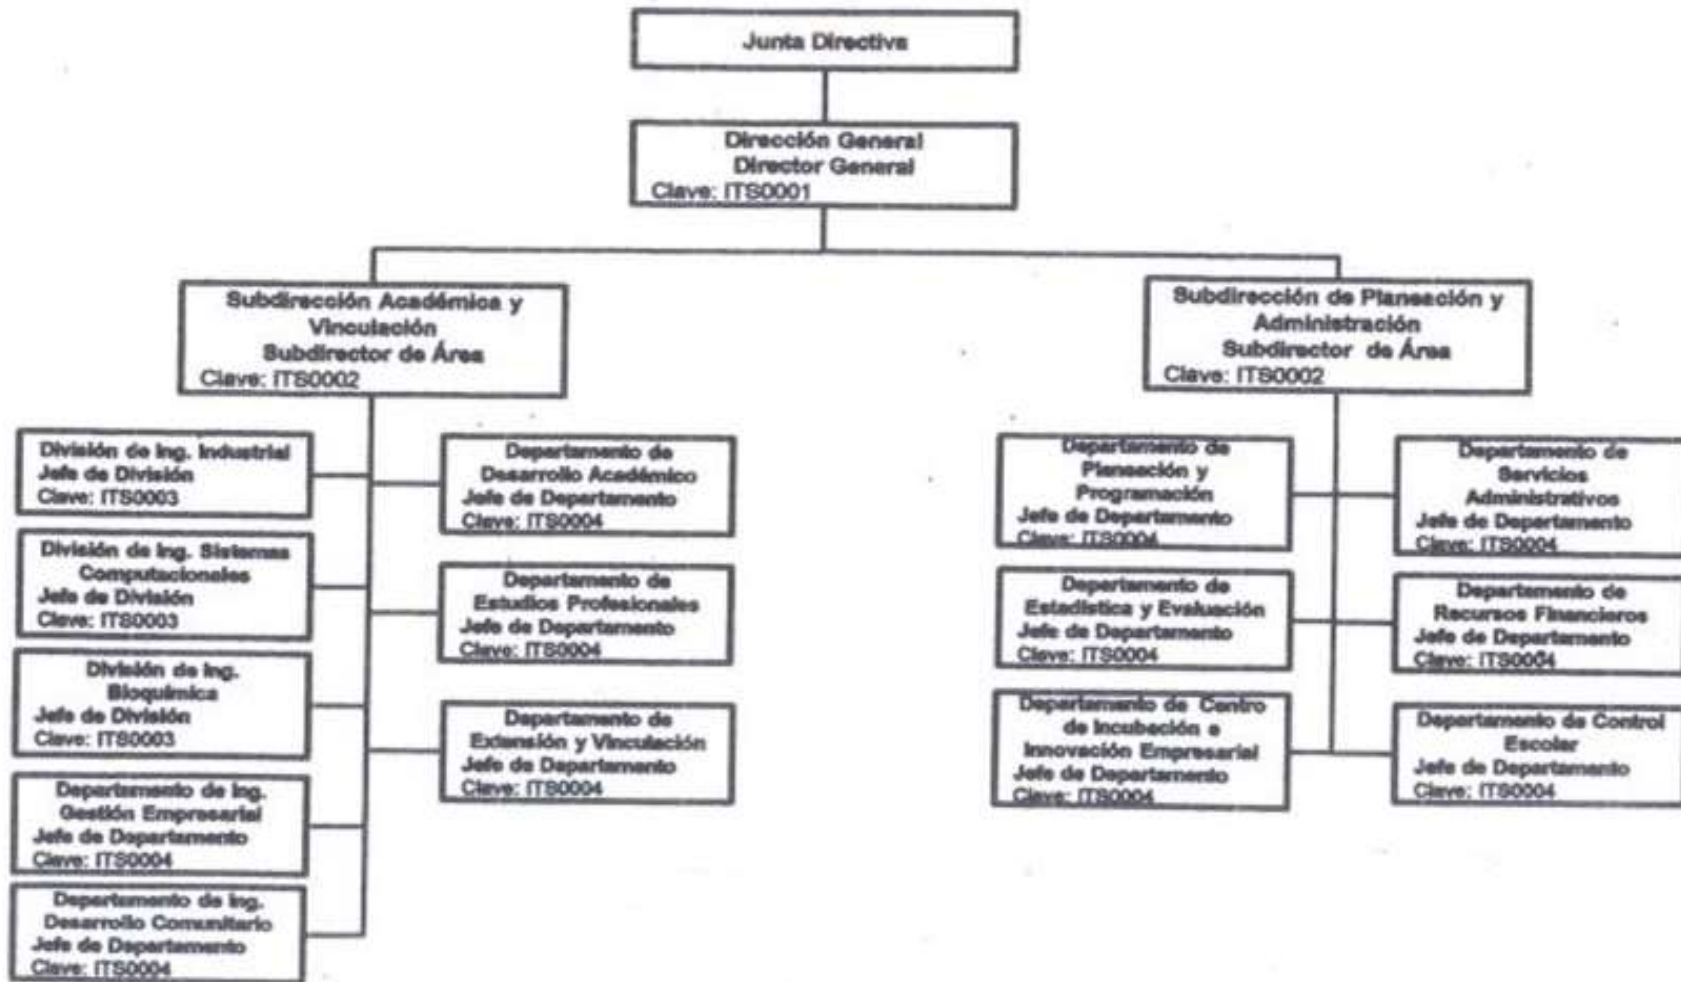 Junta Directiva
Dirección General
Director General
Clave: ITS0001
Subdirección Académica y
Vinculación
Subdirector de Área
Clave: ITS0002
Subdirección de Planeación y
Administración
Subdirector de Área
Clave: ITS0002
División de Ing. Industrial
Jefe de División
Clave: ITS0003
División de Ing. Sistemas
Computacionales
Jefe de División
Clave: ITS0003
División de Ing.
Bioquímica
Jefe de División
Clave: ITS0003
Departamento de Ing.
Gestión Empresarial
Jefe de Departamento
Clave: ITS0004
Departamento de Ing.
Desarrollo Comunitario
Jefe de Departamento
Clave: ITS0004
Departamento de
Desarrollo Académico
Jefe de Departamento
Clave: ITS0004
Departamento de
Estudios Profesionales
Jefe de Departamento
Clave: ITS0004
Departamento de
Extensión y Vinculación
Jefe de Departamento
Clave: ITS0004
Departamento de
Planeación y
Programación
Jefe de Departamento
Clave: ITS0004
Departamento de
Estadística y Evaluación
Jefe de Departamento
Clave: ITS0004
Departamento de Centro
de Incubación e
Innovación Empresarial
Jefe de Departamento
Clave: ITS0004
Departamento de
Servicios
Administrativos
Jefe de Departamento
Clave: ITS0004
Departamento de
Recursos Financieros
Jefe de Departamento
Clave: ITS0004
Departamento de Control
Escolar
Jefe de Departamento
Clave: ITS0004